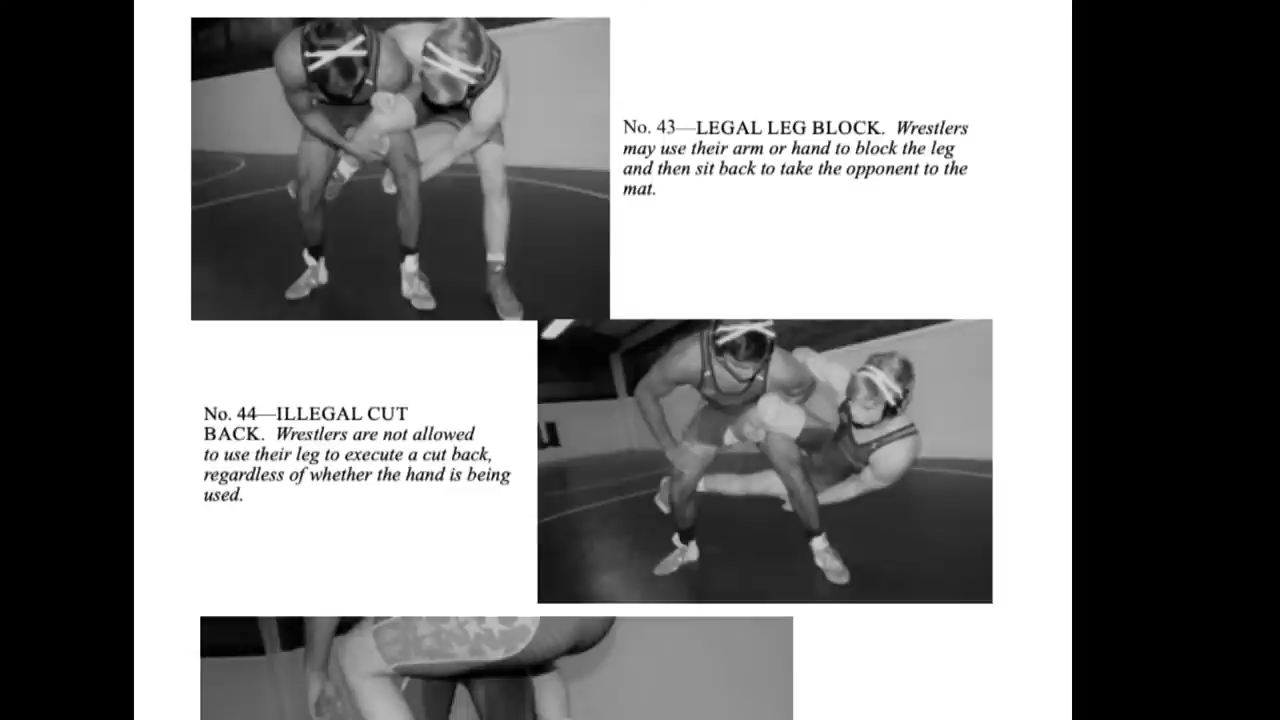 No. 43—LEGAL LEG BLOCK. Wrestlers
may use their arm or hand to block the leg
and then sit back to take the opponent to the
mat.
No. 44—ILLEGAL CUT
BACK. Wrestlers are not allowed
to use their leg to execute a cut back,
regardless of whether the hand is being
used.